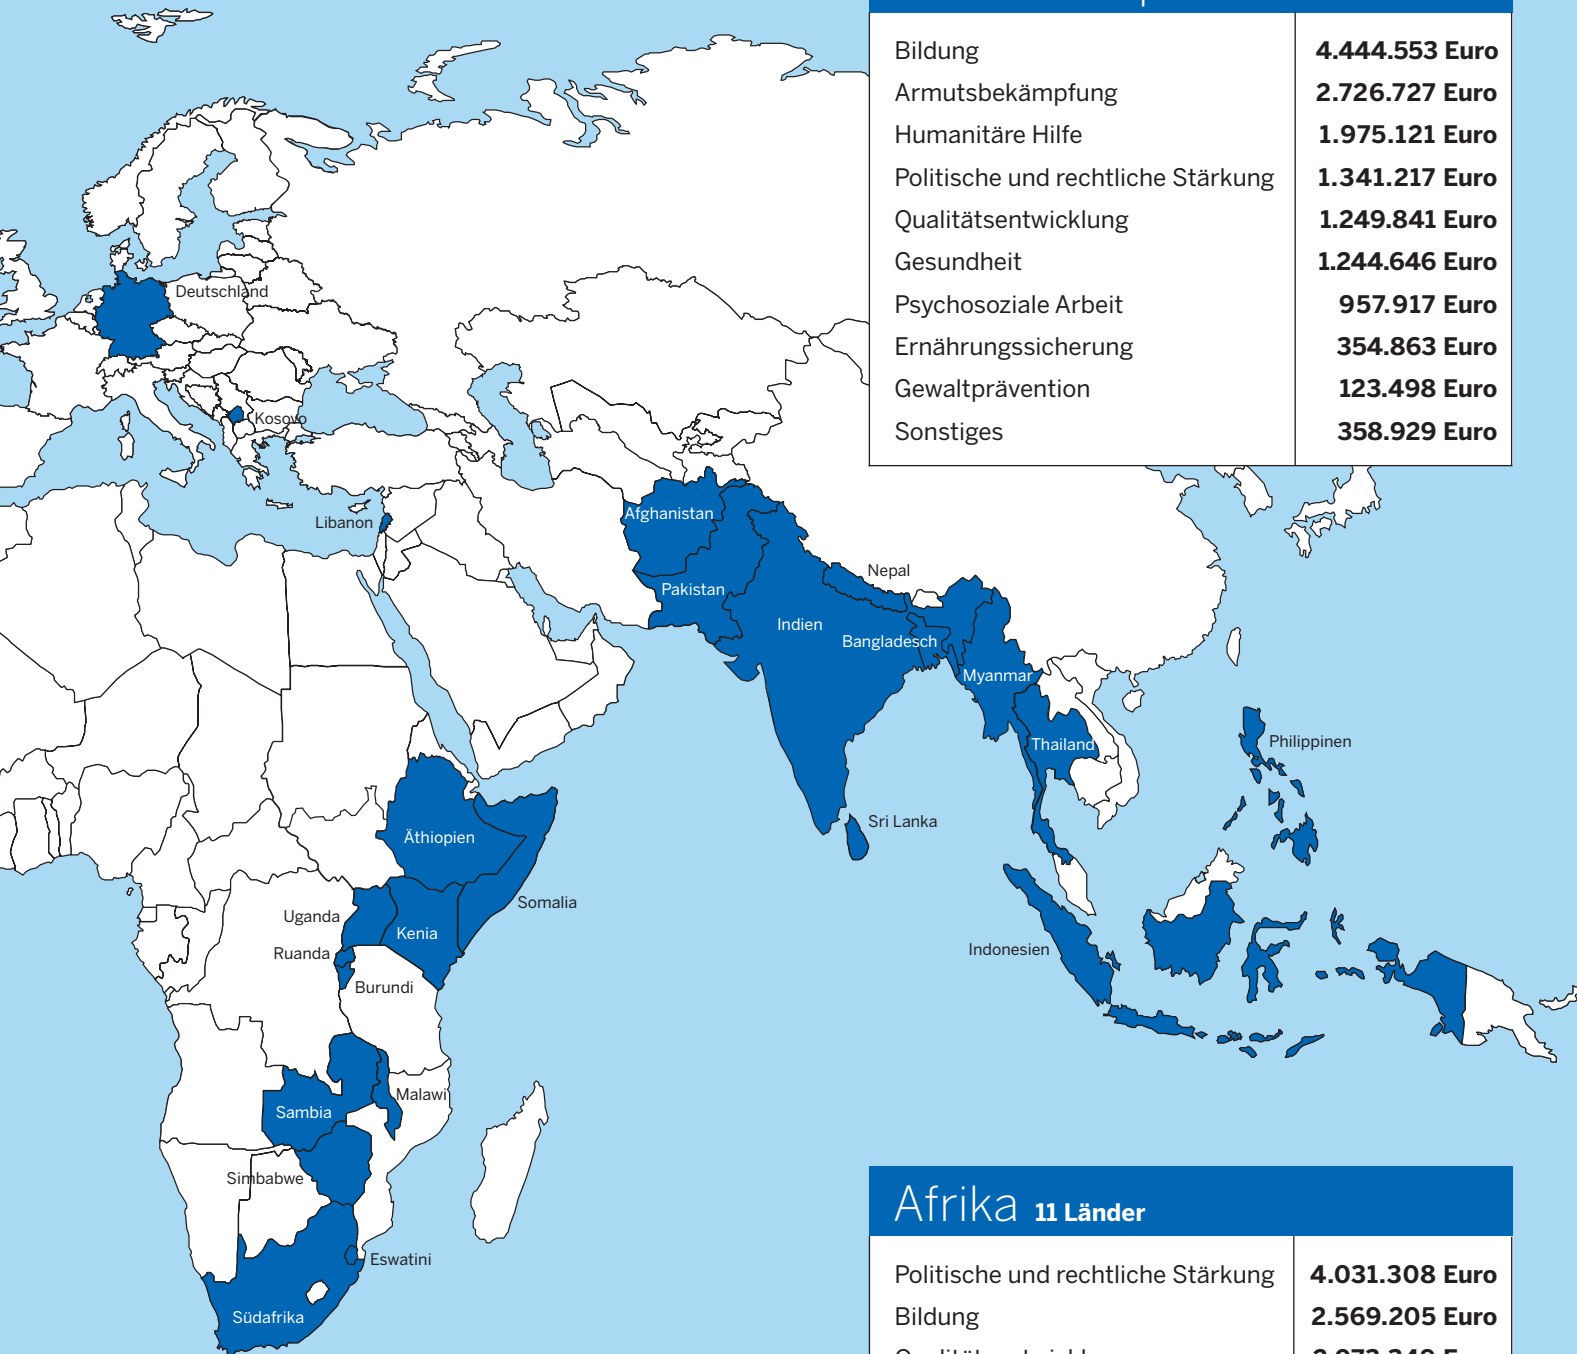 Bildung 4.444.553 Euro
Armutsbekämpfung 2.726.727 Euro
Humanitäre Hilfe 1.975.121 Euro
Politische und rechtliche Stärkung 1.341.217 Euro
Qualitätsentwicklung 1.249.841 Euro
Gesundheit 1.244.646 Euro
Psychosoziale Arbeit 957.917 Euro
Ernährungssicherung 354.863 Euro
Gewaltprävention 123.498 Euro
Sonstiges 358.929 Euro
Deutschland
Kosovo
Libanon
Afghanistan
Pakistan
Nepal
Indien
Bangladesch
Myanmar
Thailand
Philippinen
Sri Lanka
Indonesien
Äthiopien
Somalia
Uganda
Kenia
Ruanda
Burundi
Malawi
Sambia
Simbabwe
Eswatini
Südafrika
Afrika 11 Länder
Politische und rechtliche Stärkung 4.031.308 Euro
Bildung 2.569.205 Euro